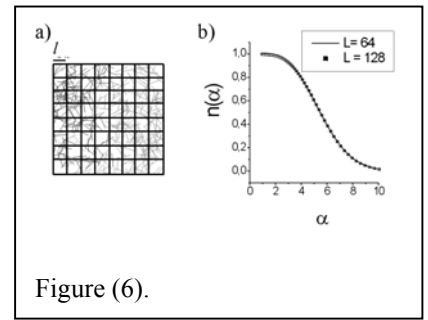 a)
l
b)
L= 64
L = 128
1,0
0,8
0,6
0,4
0,2
0,0
n(α)
0 2 4 6 8 10
α
Figure (6).